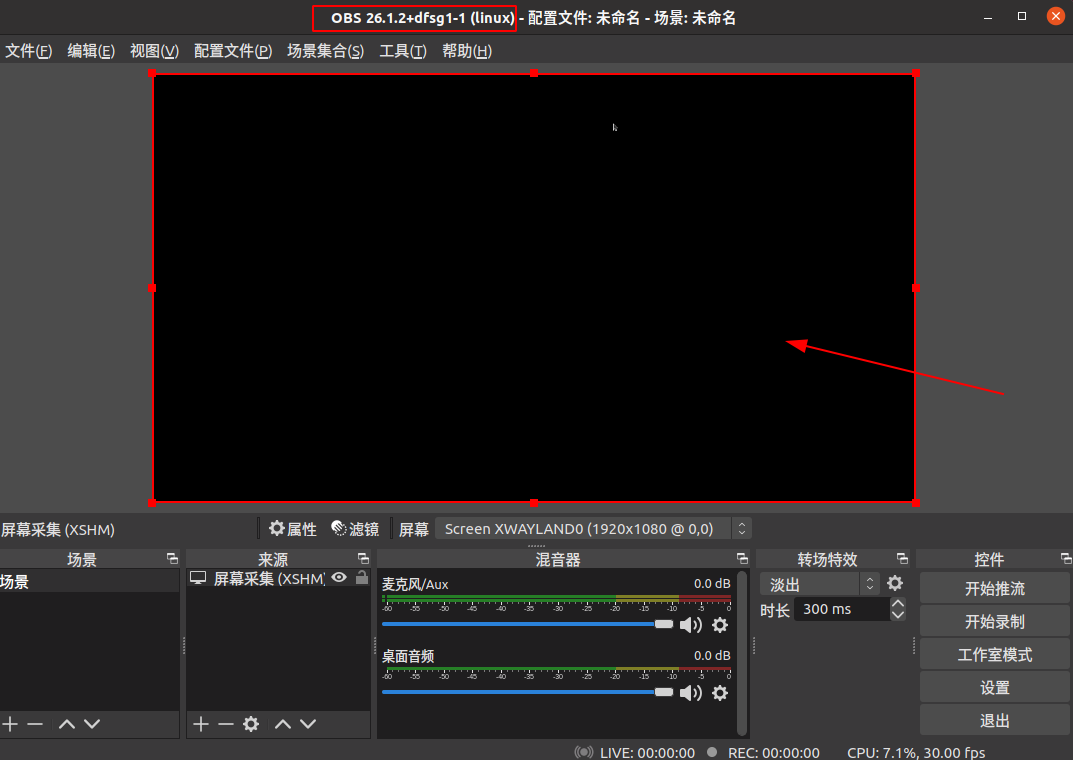 OBS 26.1.2+dfsg1-1 (linux) - 配置文件: 未命名 - 场景: 未命名
文件(F) 编辑(E) 视图(V) 配置文件(P) 场景集合(S) 工具(T) 帮助(H)
屏幕采集 (XSHM) 属性 滤镜 屏幕 Screen XWAYLAND0 (1920x1080 @ 0,0)
场景 来源 混音器 转场特效 控件
场景
屏幕采集 (XSHM)
麦克风/Aux 0.0 dB
-60 -55 -50 -45 -40 -35 -30 -25 -20 -15 -10 -5 0
桌面音频 0.0 dB
-60 -55 -50 -45 -40 -35 -30 -25 -20 -15 -10 -5 0
淡出
时长 300 ms
开始推流
开始录制
工作室模式
设置
退出
LIVE: 00:00:00 REC: 00:00:00 CPU: 7.1%, 30.00 fps